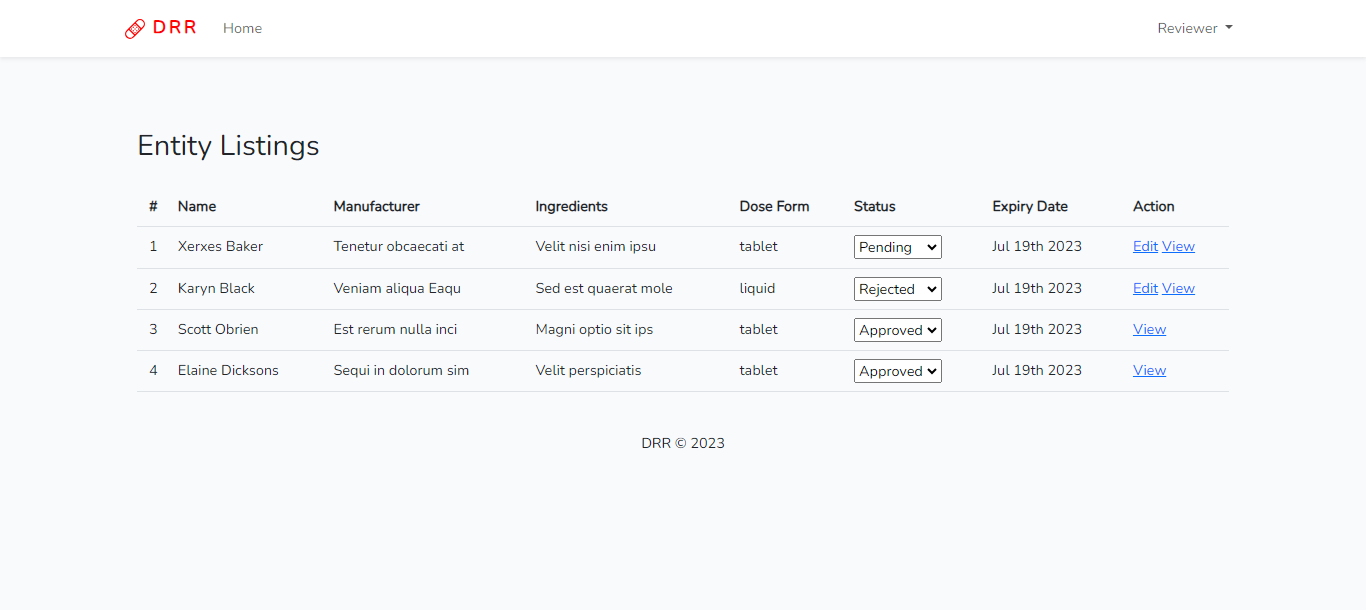 DRR Home Reviewer
Entity Listings
# Name Manufacturer Ingredients Dose Form Status Expiry Date Action
1 Xerxes Baker Tenetur obcaecati at Velit nisi enim ipsu tablet Pending Jul 19th 2023 Edit View
2 Karyn Black Veniam aliqua Eaqu Sed est quaerat mole liquid Rejected Jul 19th 2023 Edit View
3 Scott Obrien Est rerum nulla inci Magni optio sit ips tablet Approved Jul 19th 2023 View
4 Elaine Dicksons Sequi in dolorum sim Velit perspiciatis tablet Approved Jul 19th 2023 View
DRR © 2023